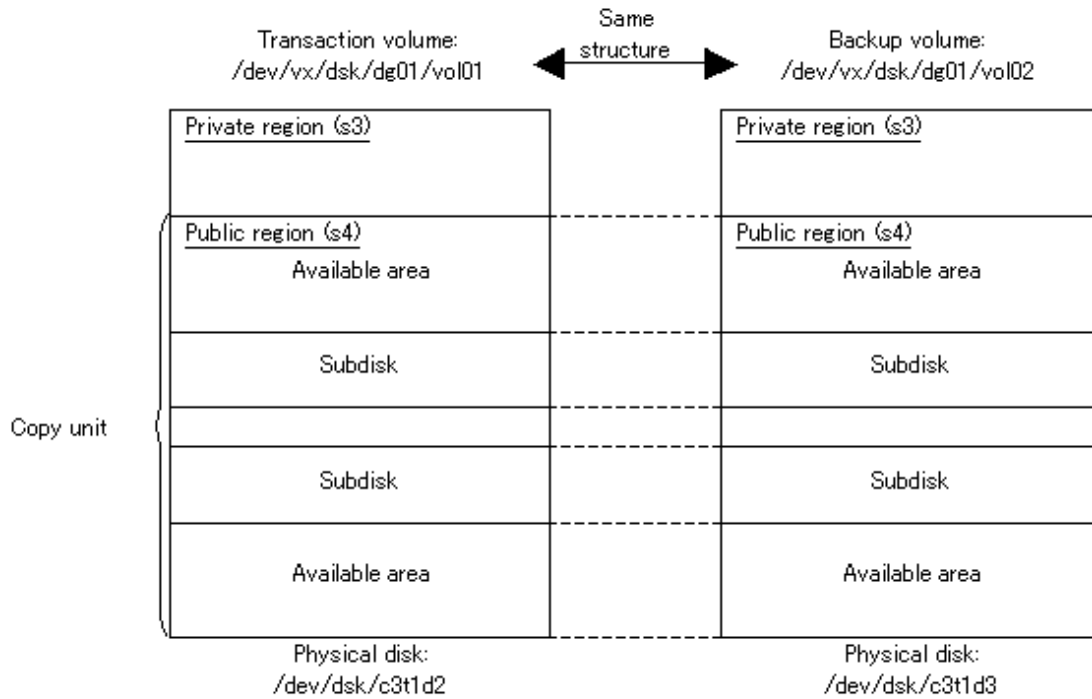 Transaction volume:
/dev/vx/dsk/dg01/vol01
Same
structure
Backup volume:
/dev/vx/dsk/dg01/vol02
Private region (s3)
Private region (s3)
Public region (s4)
Available area
Public region (s4)
Available area
Subdisk
Subdisk
Copy unit
Subdisk
Subdisk
Available area
Available area
Physical disk:
/dev/dsk/c3t1d2
Physical disk:
/dev/dsk/c3t1d3